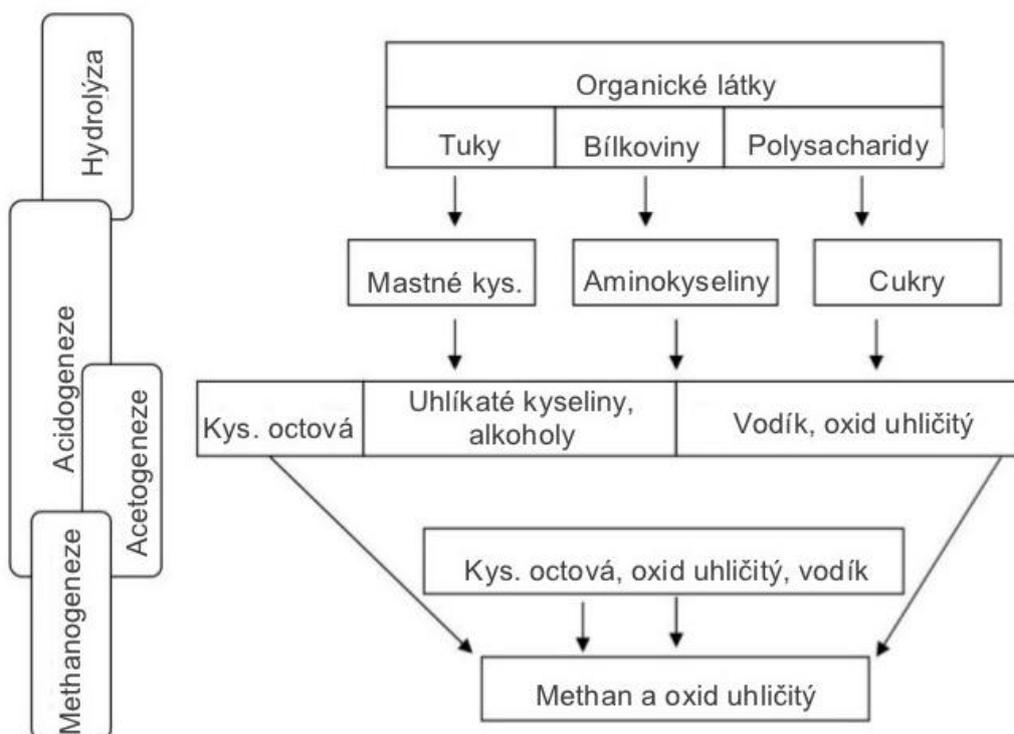 Hydrolýza
Acidogeneze
Acetogeneze
Methanogeneze
Organické látky
Tuky
Bílkoviny
Polysacharidy
Mastné kys.
Aminokyseliny
Cukry
Kys. octová
Uhlíkaté kyseliny,
alkoholy
Vodík, oxid uhličitý
Kys. octová, oxid uhličitý, vodík
Methan a oxid uhličitý